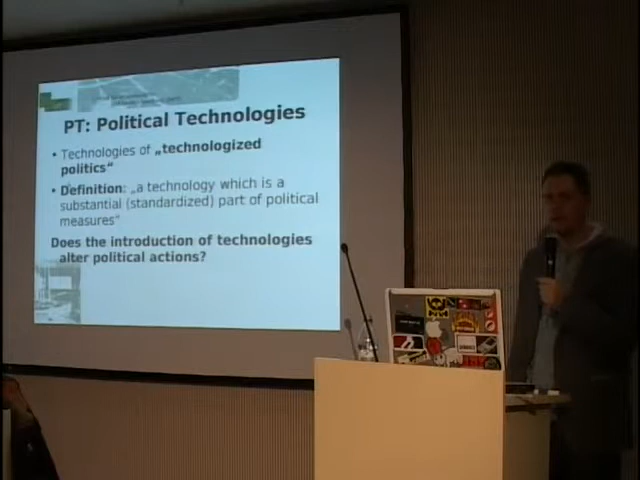 PT: Political Technologies
• Technologies of „technologized
politics“
• Definition: „a technology which is a
substantial (standardized) part of political
measures“
Does the introduction of technologies
alter political actions?